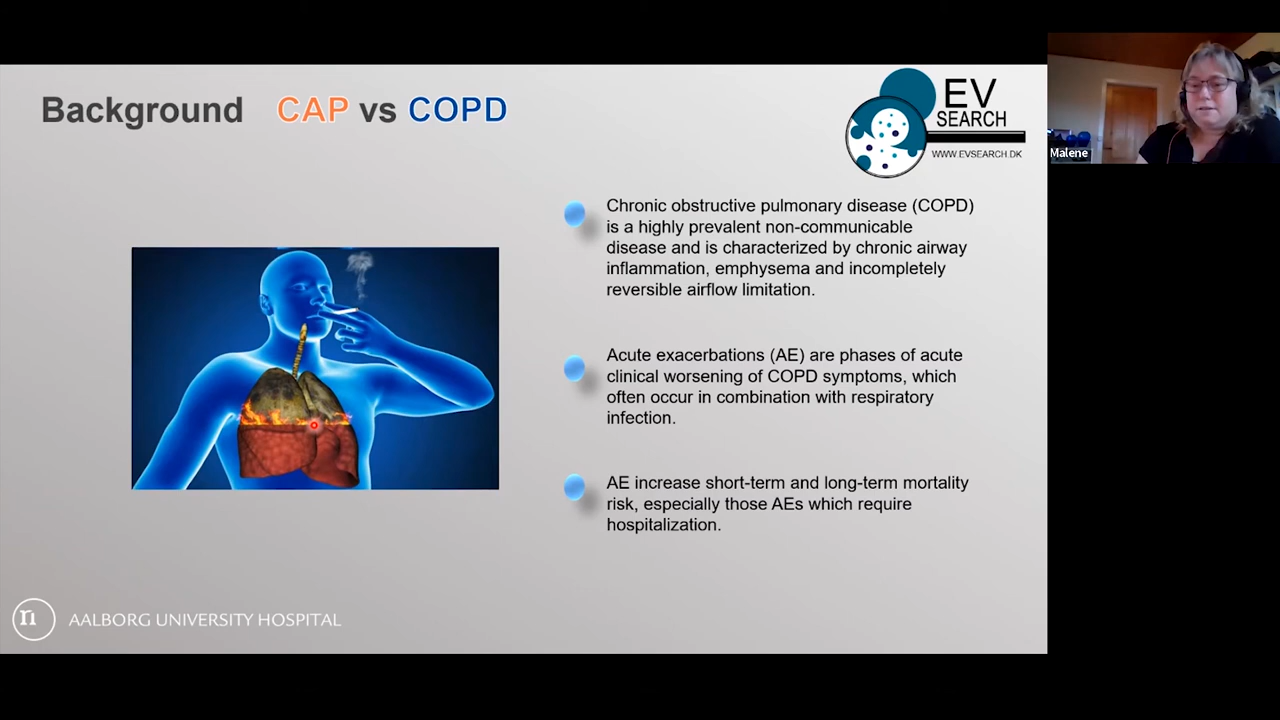 Background CAP vs COPD
EV
SEARCH
WWW.EVSEARCH.DK
Malene
Chronic obstructive pulmonary disease (COPD)
is a highly prevalent non-communicable
disease and is characterized by chronic airway
inflammation, emphysema and incompletely
reversible airflow limitation.
Acute exacerbations (AE) are phases of acute
clinical worsening of COPD symptoms, which
often occur in combination with respiratory
infection.
AE increase short-term and long-term mortality
risk, especially those AEs which require
hospitalization.
n AALBORG UNIVERSITY HOSPITAL